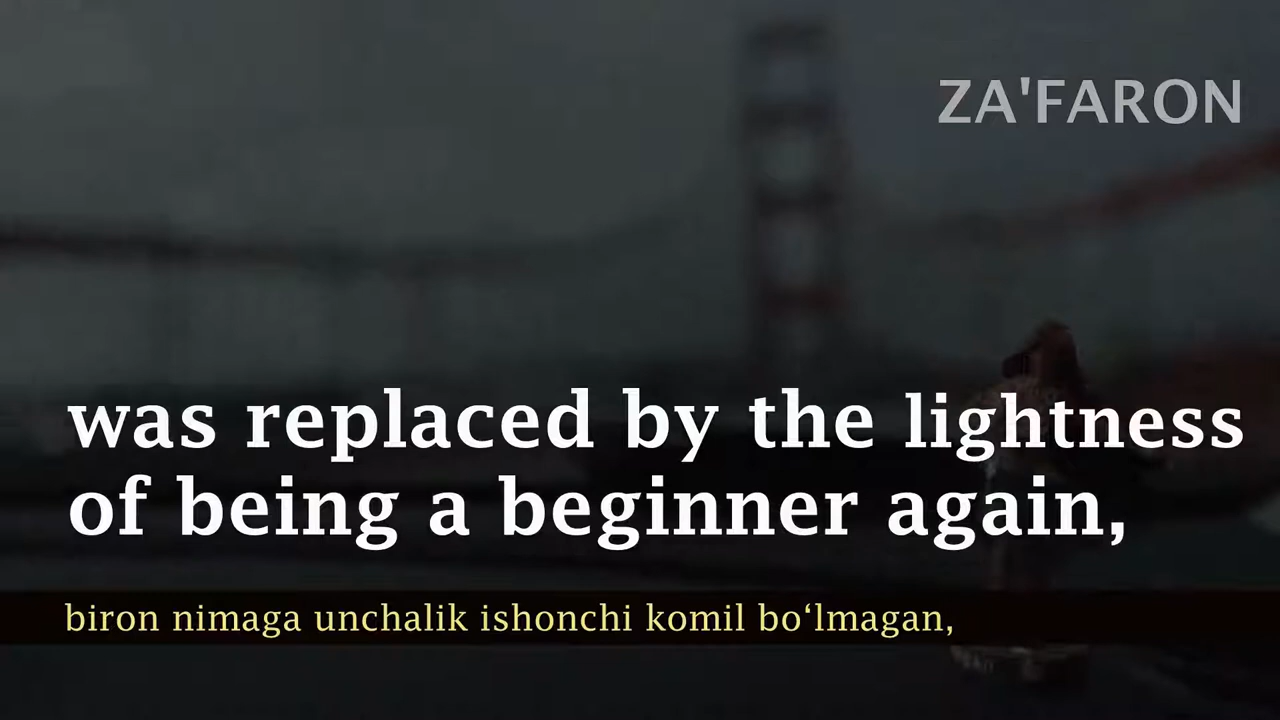 ZA'FARON
was replaced by the lightness
of being a beginner again,
biron nimaga unchalik ishonchi komil bo‘lmagan,